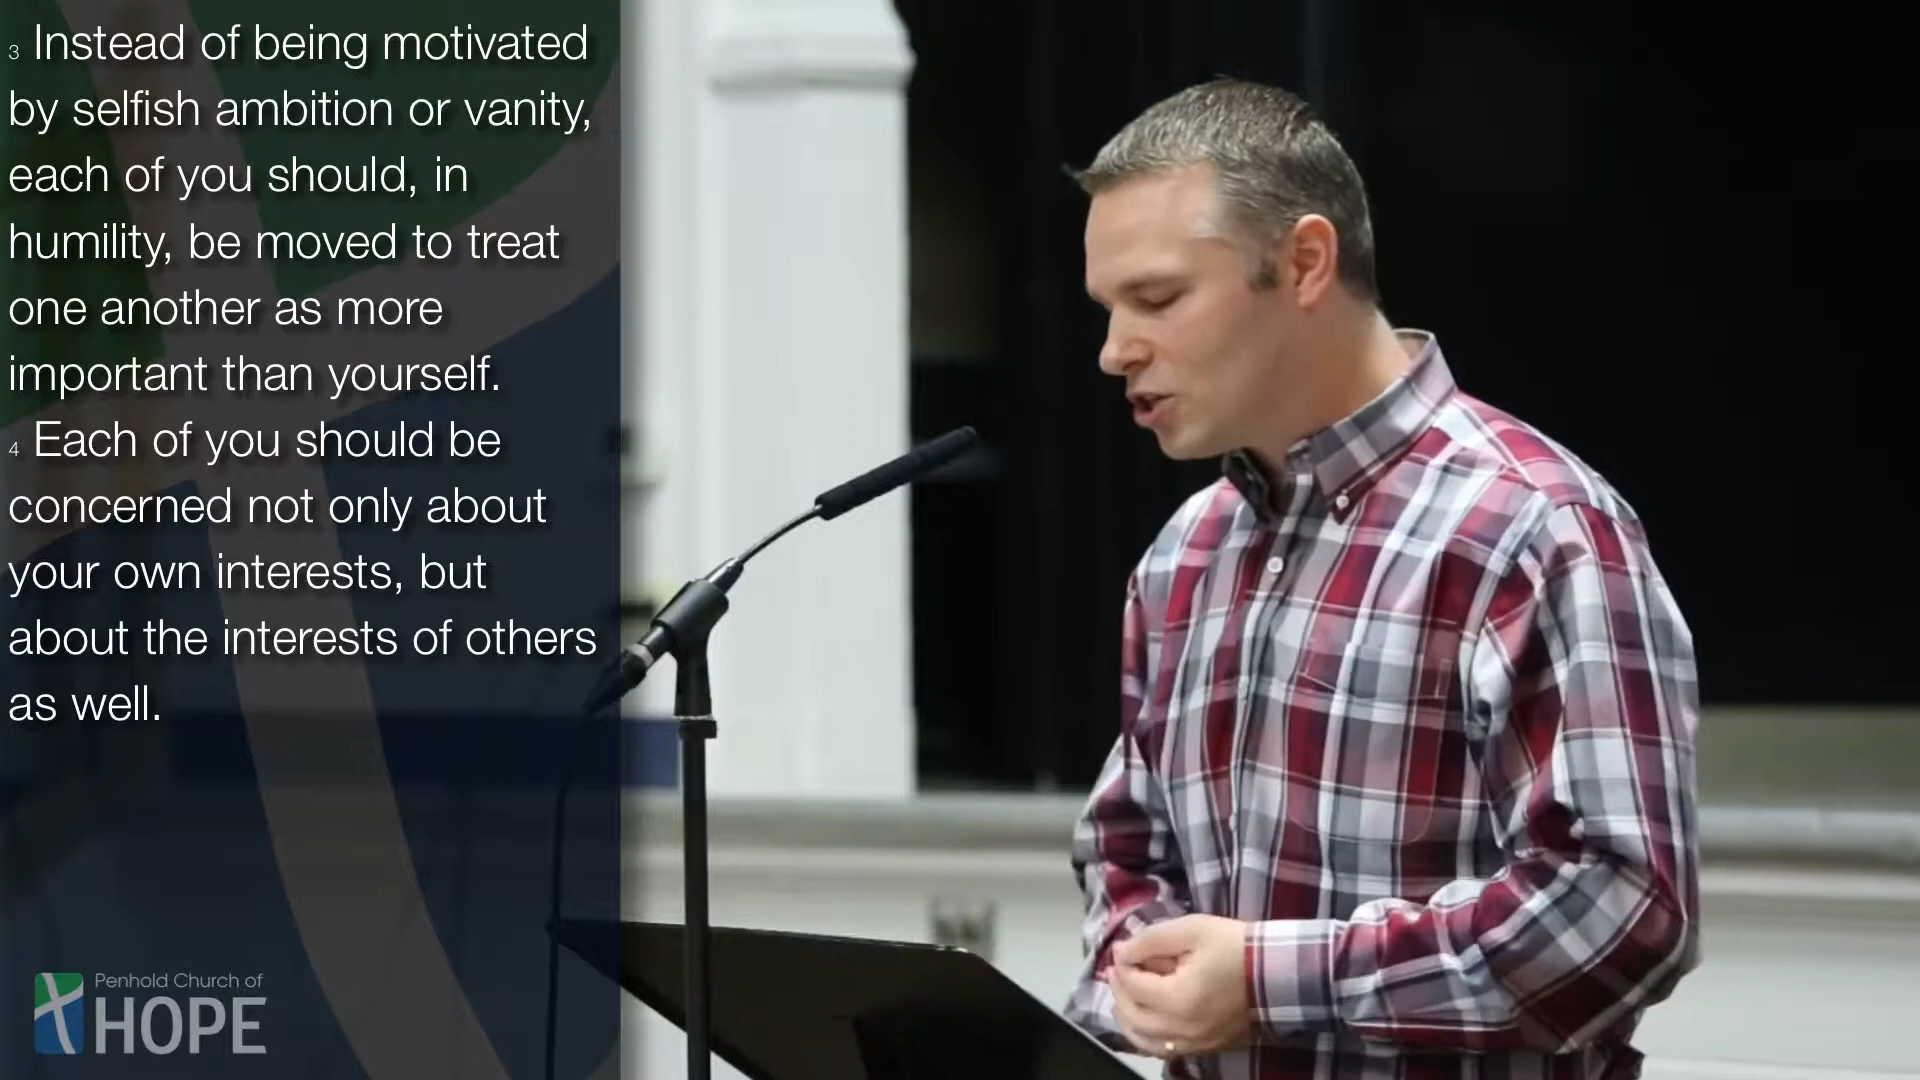 3 Instead of being motivated
by selfish ambition or vanity,
each of you should, in
humility, be moved to treat
one another as more
important than yourself.
4 Each of you should be
concerned not only about
your own interests, but
about the interests of others
as well.
Penhold Church of
HOPE